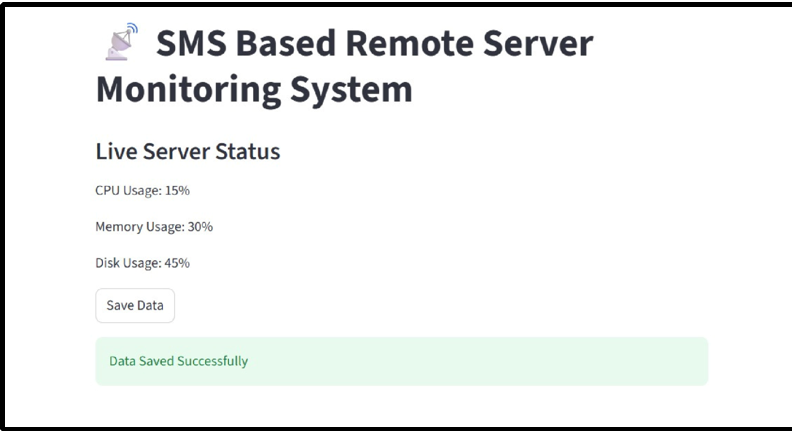 SMS Based Remote Server
Monitoring System
Live Server Status
CPU Usage: 15%
Memory Usage: 30%
Disk Usage: 45%
Save Data
Data Saved Successfully